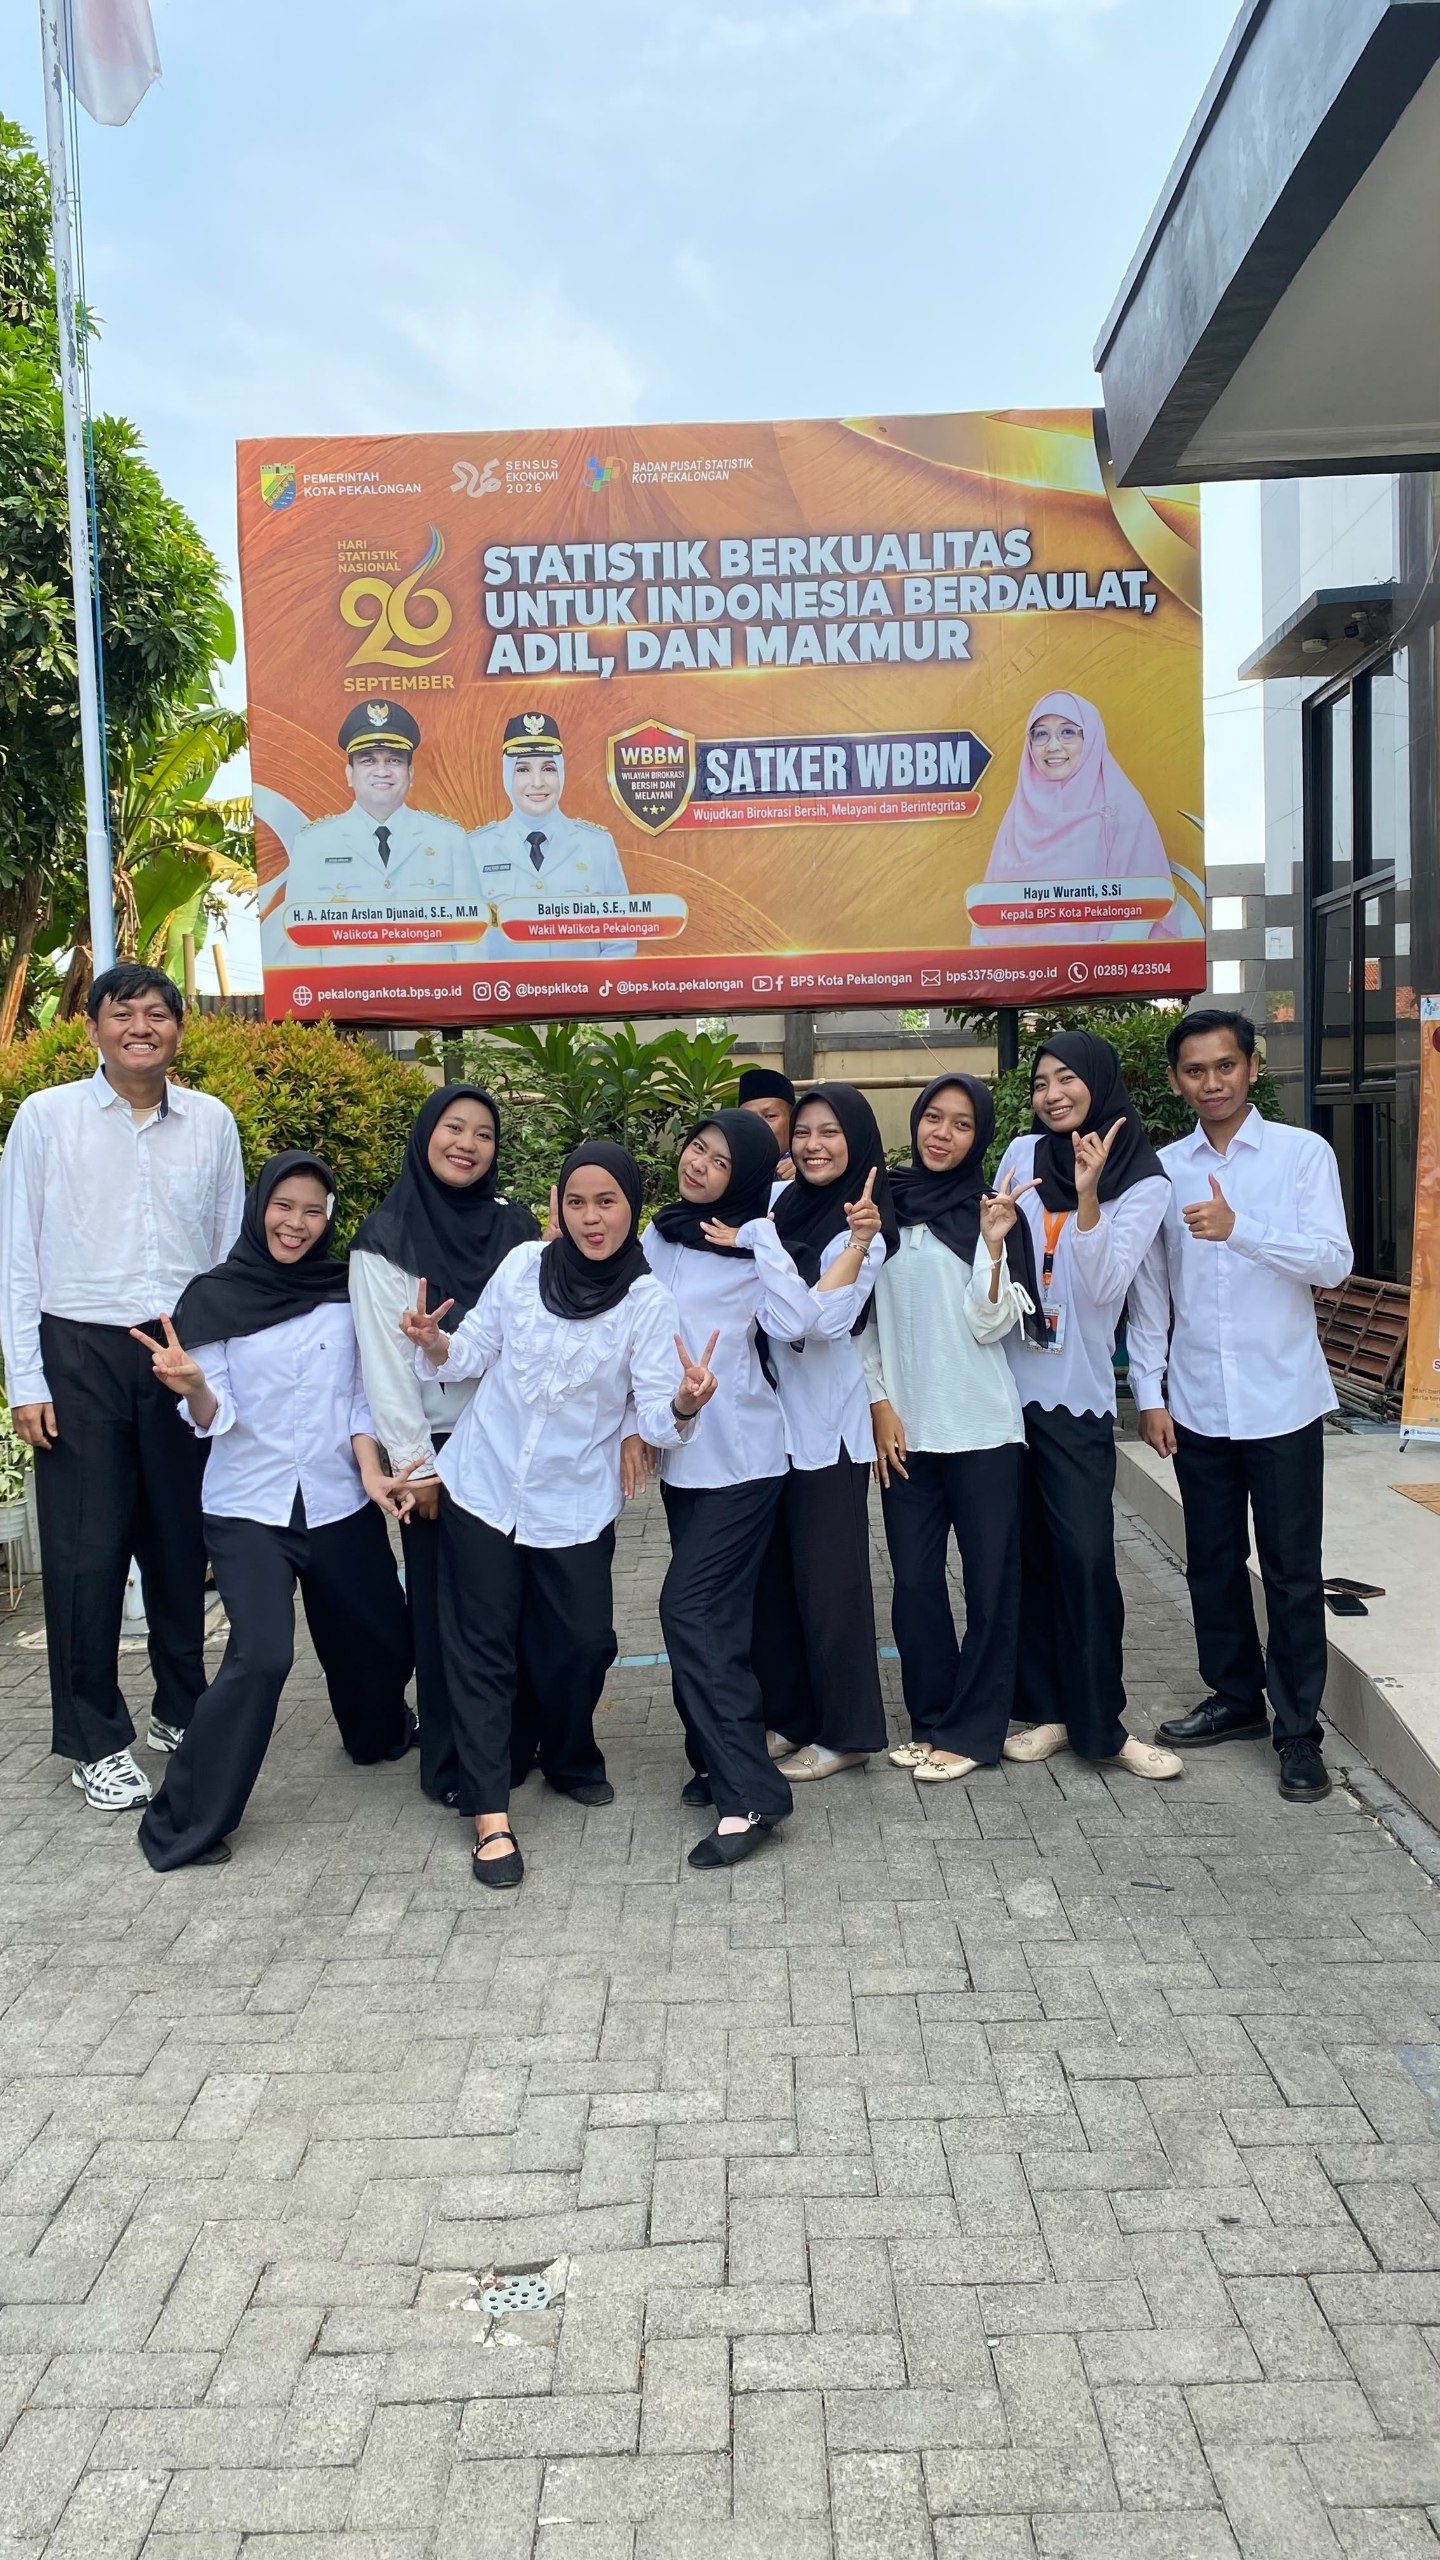 PEMERINTAH
KOTA PEKALONGAN
SENSUS
EKONOMI
2026
BADAN PUSAT STATISTIK
KOTA PEKALONGAN
HARI
STATISTIK
NASIONAL
26
SEPTEMBER
STATISTIK BERKUALITAS
UNTUK INDONESIA BERDAULAT,
ADIL, DAN MAKMUR
WBBM
WILAYAH BIROKRASI
BERSIH DAN
MELAYANI
SATKER WBBM
Wujudkan Birokrasi Bersih, Melayani dan Berintegritas
H. A. Afzan Arslan Djunaid, S.E., M.M
Walikota Pekalongan
Balgis Diab, S.E., M.M
Wakil Walikota Pekalongan
Hayu Wuranti, S.Si
Kepala BPS Kota Pekalongan
pekalongankota.bps.go.id
@bpspklkota
@bps.kota.pekalongan
BPS Kota Pekalongan
bps3375@bps.go.id
(0285) 423504